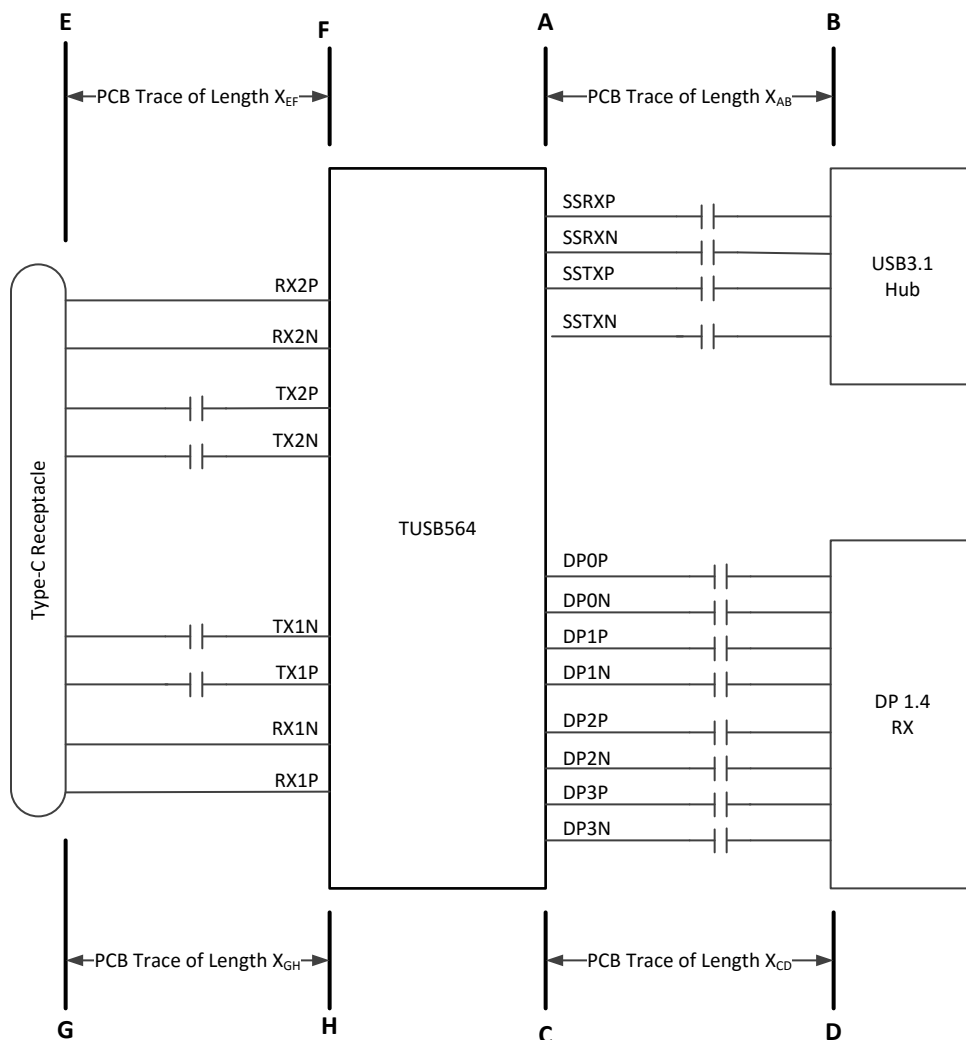 E
F
A
B
PCB Trace of Length XEF
PCB Trace of Length XAB
SSRXP
SSRXN
SSTXP
SSTXN
USB3.1
Hub
RX2P
RX2N
TX2P
TX2N
Type-C Receptacle
TUSB564
TX1N
TX1P
RX1N
RX1P
DP0P
DP0N
DP1P
DP1N
DP2P
DP2N
DP3P
DP3N
DP 1.4
RX
PCB Trace of Length XGH
PCB Trace of Length XCD
G
H
C
D